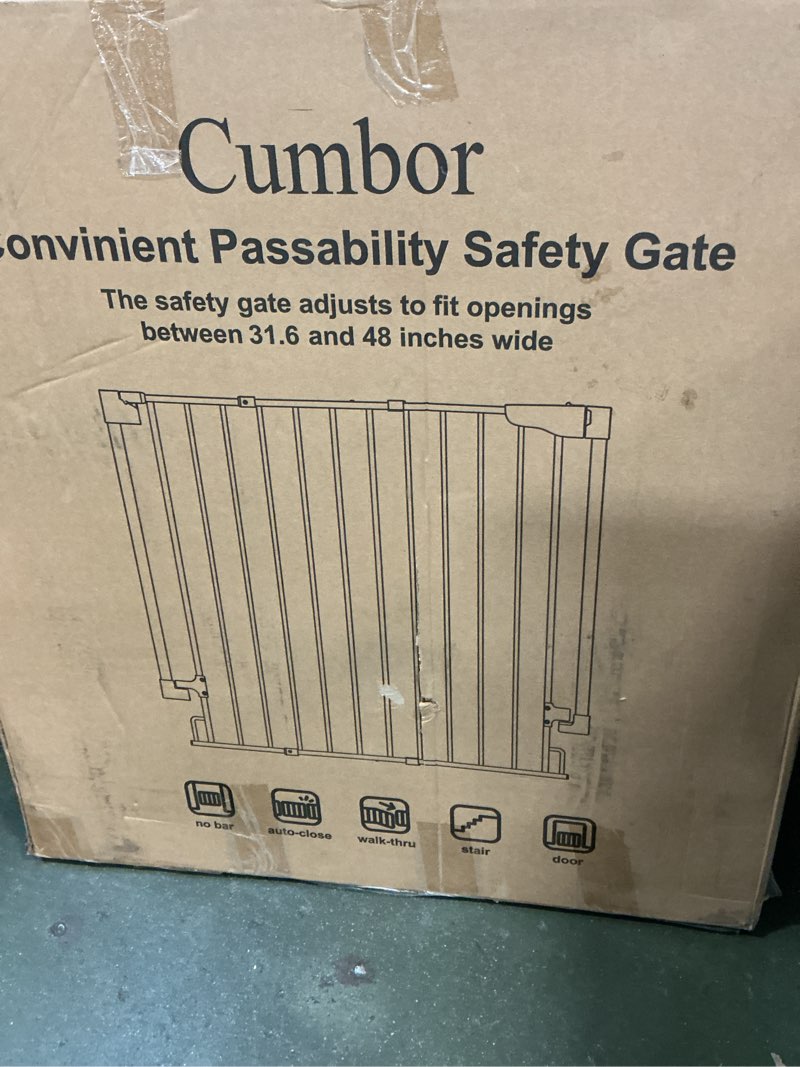 Cumbor
Convinient Passability Safety Gate
The safety gate adjusts to fit openings
between 31.6 and 48 inches wide
no bar
auto-close
walk-thru
stair
door